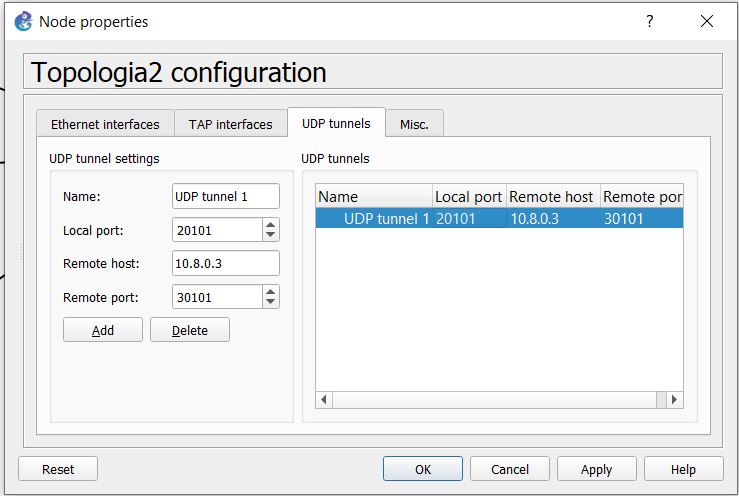 Node properties
Topologia2 configuration
Ethernet interfaces TAP interfaces UDP tunnels Misc.
UDP tunnel settings
Name: UDP tunnel 1
Local port: 20101
Remote host: 10.8.0.3
Remote port: 30101
Add Delete
UDP tunnels
Name Local port Remote host Remote por
UDP tunnel 1 20101 10.8.0.3 30101
Reset OK Cancel Apply Help